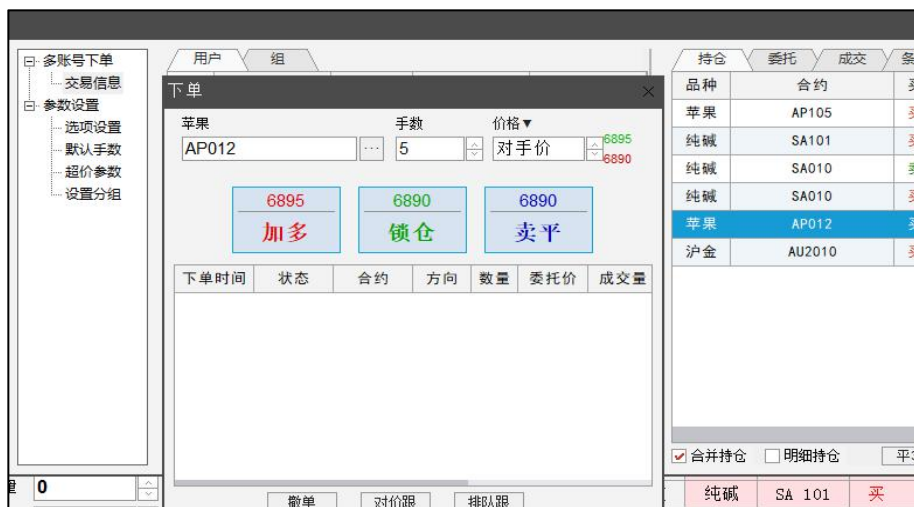 多账号下单
交易信息
参数设置
选项设置
默认手数
超价参数
设置分组
用户 组
下单
苹果 手数 价格▼
AP012 ... 5 对手价 6895
6890
6895 6890 6890
加多 锁仓 卖平
下单时间 状态 合约 方向 数量 委托价 成交量
撤单 对价跟 排队跟
持仓 委托 成交 条
品种 合约
苹果 AP105
纯碱 SA101
纯碱 SA010
纯碱 SA010
苹果 AP012
沪金 AU2010
合并持仓 明细持仓 平
0
纯碱 SA 101 买